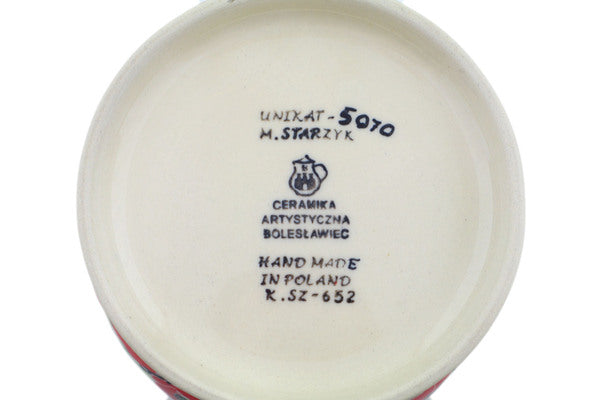 UNIKAT-5070
M.STARZYK
CERAMIKA
ARTYSTYCZNA
BOLESŁAWIEC
HAND MADE
IN POLAND
K.SZ-652